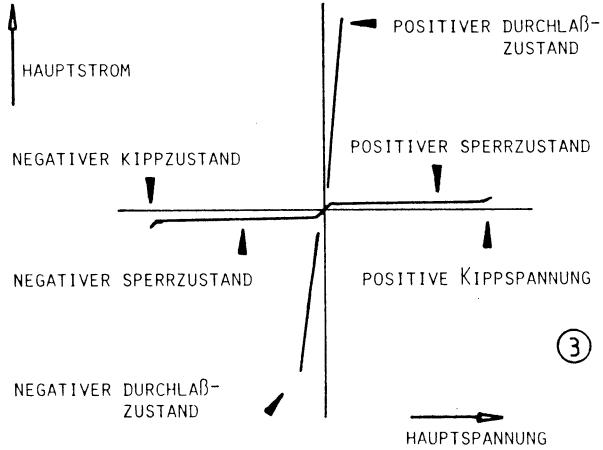 POSITIVER DURCHLAß-
ZUSTAND
HAUPTSTROM
NEGATIVER KIPPZUSTAND
POSITIVER SPERRZUSTAND
NEGATIVER SPERRZUSTAND
POSITIVE KIPPSPANNUNG
3
NEGATIVER DURCHLAß-
ZUSTAND
HAUPTSPANNUNG